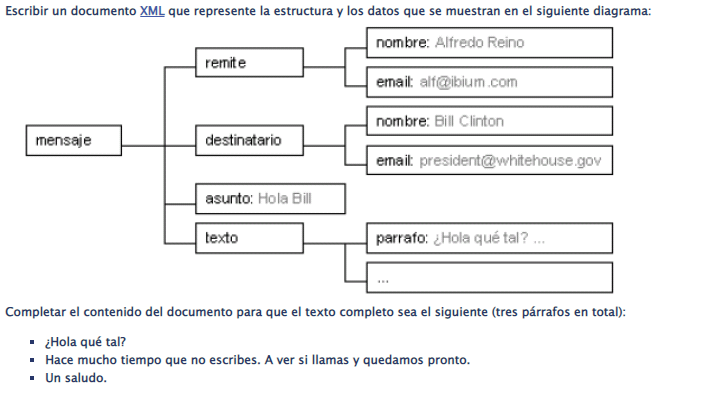 Escribir un documento XML que represente la estructura y los datos que se muestran en el siguiente diagrama:
nombre: Alfredo Reino
remite
email: alf@ibium.com
nombre: Bill Clinton
mensaje
destinatario
email: president@whitehouse.gov
asunto: Hola Bill
texto
parrafo: ¿Hola qué tal? ...
...
Completar el contenido del documento para que el texto completo sea el siguiente (tres párrafos en total):
¿Hola qué tal?
Hace mucho tiempo que no escribes. A ver si llamas y quedamos pronto.
Un saludo.